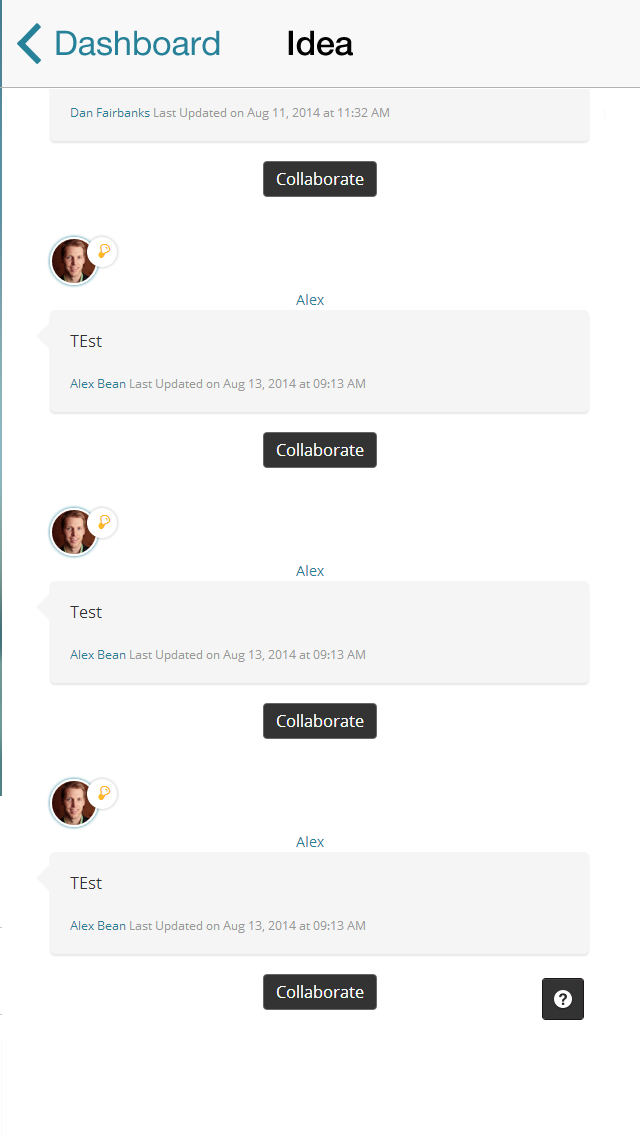 Dashboard Idea
Dan Fairbanks Last Updated on Aug 11, 2014 at 11:32 AM
Collaborate
Alex
TEst
Alex Bean Last Updated on Aug 13, 2014 at 09:13 AM
Collaborate
Alex
Test
Alex Bean Last Updated on Aug 13, 2014 at 09:13 AM
Collaborate
Alex
TEst
Alex Bean Last Updated on Aug 13, 2014 at 09:13 AM
Collaborate
?